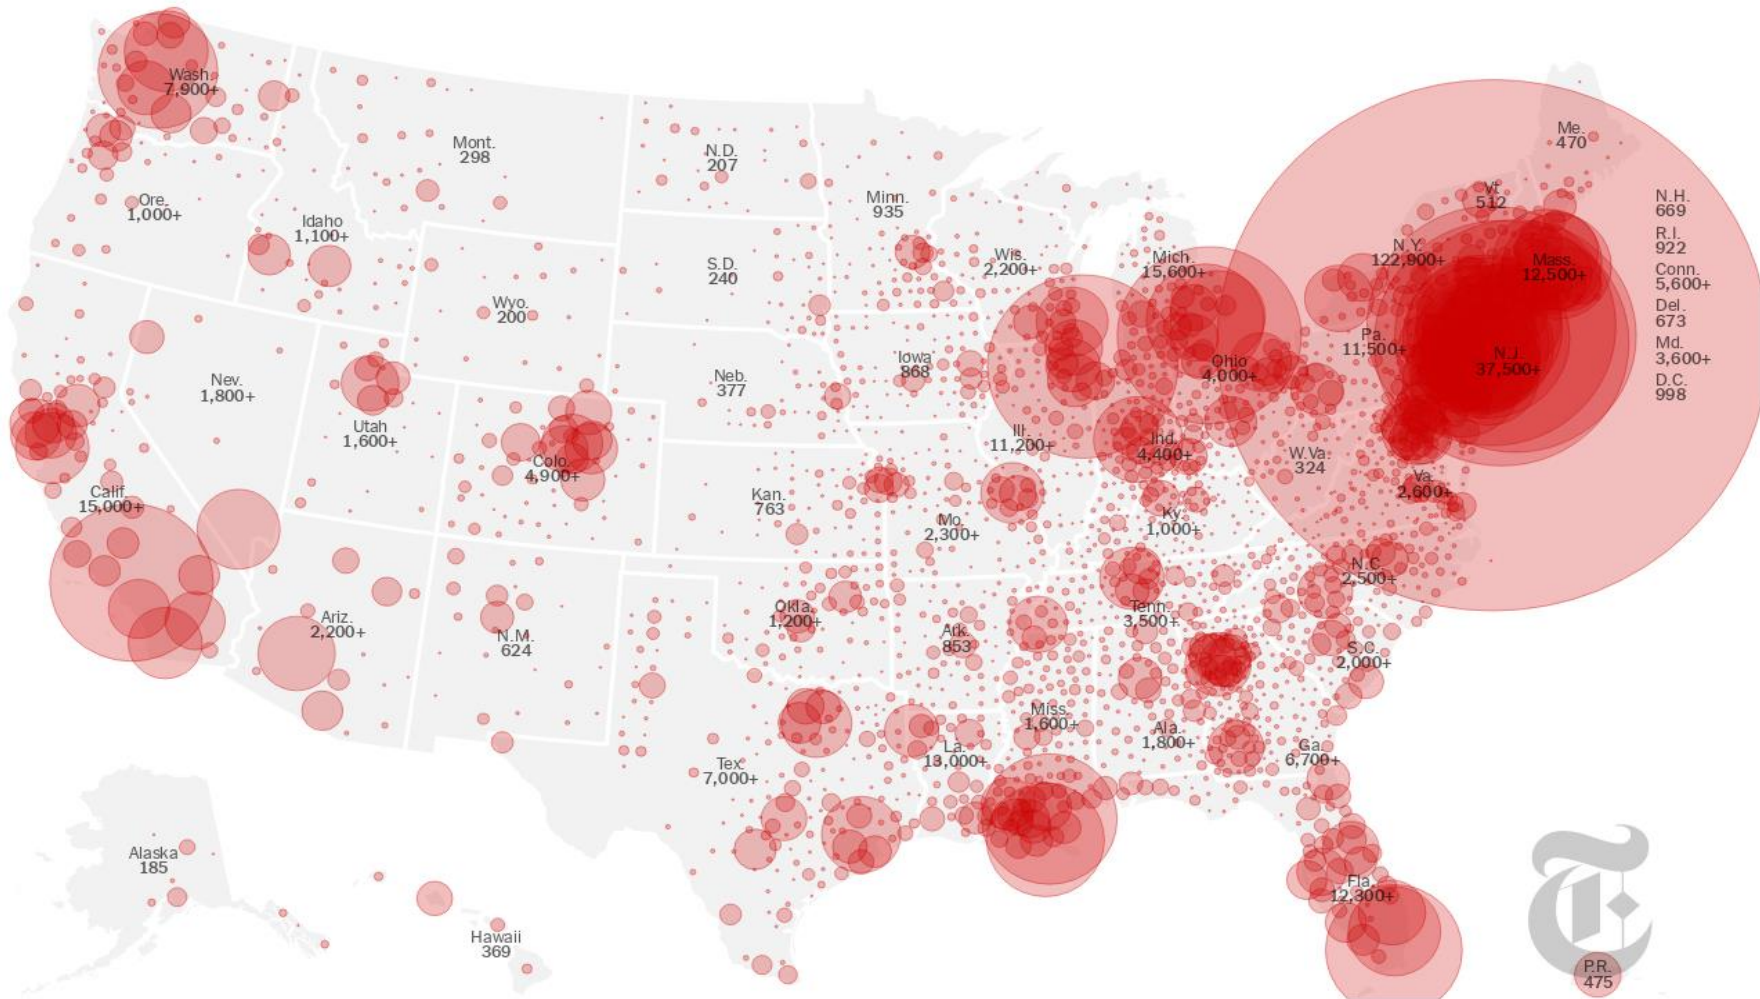 Wash.
7,900+
Mont.
298
N.D.
207
Minn.
935
Me.
470
Vt.
512
N.H.
669
Ore.
1,000+
Idaho
1,100+
R.I.
922
N.Y.
122,900+
Mass.
12,500+
Wis.
2,200+
Mich.
15,600+
S.D.
240
Conn.
5,600+
Wyo.
200
Del.
673
Pa.
11,500+
N.J.
37,500+
Md.
3,600+
Ohio
4,000+
Iowa
868
Neb.
377
Nev.
1,800+
D.C.
998
Utah
1,600+
Ill.
11,200+
Ind.
4,400+
W.Va.
324
Colo.
4,900+
Calif.
15,000+
Kan.
763
Va.
2,600+
Mo.
2,300+
Ky.
1,000+
N.C.
2,500+
Okla.
1,200+
Tenn.
3,500+
Ariz.
2,200+
N.M.
624
Ark.
853
S.C.
2,000+
Miss.
1,600+
Ala.
1,800+
Ga.
6,700+
La.
13,000+
Tex.
7,000+
Alaska
185
Fla.
12,300+
Hawaii
369
P.R.
475
T